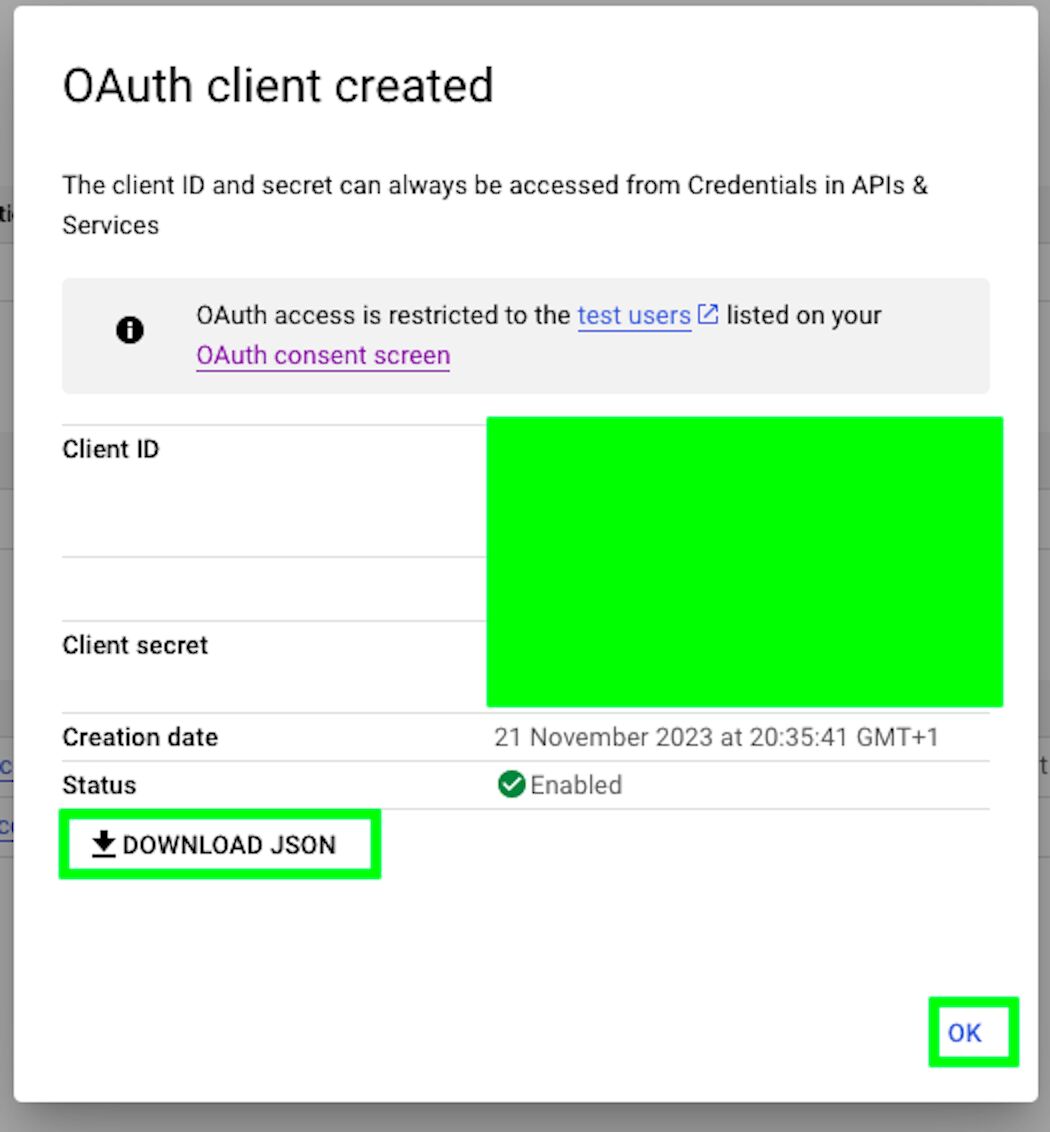 OAuth client created
The client ID and secret can always be accessed from Credentials in APIs &
Services
OAuth access is restricted to the test users listed on your
OAuth consent screen
Client ID
Client secret
Creation date 21 November 2023 at 20:35:41 GMT+1
Status Enabled
DOWNLOAD JSON
OK